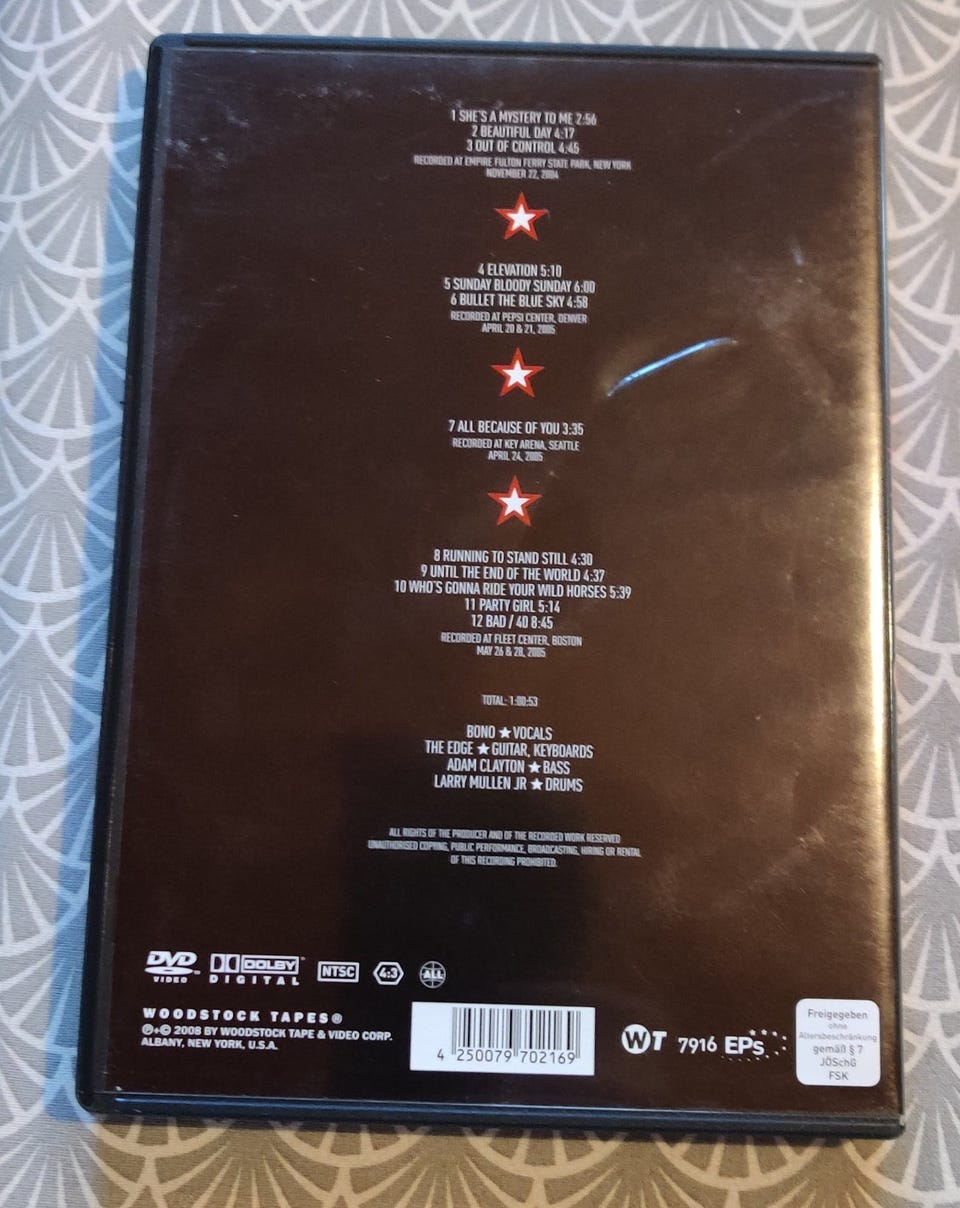 1 SHE'S A MYSTERY TO ME 2:56
2 BEAUTIFUL DAY 4:17
3 OUT OF CONTROL 4:45
RECORDED AT EMPIRE FULTON FERRY STATE PARK, NEW YORK
NOVEMBER 22, 2004
4 ELEVATION 5:10
5 SUNDAY BLOODY SUNDAY 6:00
6 BULLET THE BLUE SKY 4:58
RECORDED AT PEPSI CENTER, DENVER
APRIL 20 & 21, 2005
7 ALL BECAUSE OF YOU 3:35
RECORDED AT KEY ARENA, SEATTLE
APRIL 24, 2005
8 RUNNING TO STAND STILL 4:30
9 UNTIL THE END OF THE WORLD 4:37
10 WHO'S GONNA RIDE YOUR WILD HORSES 5:39
11 PARTY GIRL 5:14
12 BAD / 40 8:45
RECORDED AT FLEET CENTER, BOSTON
MAY 26 & 28, 2005
TOTAL: 1:00:53
BONO ★ VOCALS
THE EDGE ★ GUITAR, KEYBOARDS
ADAM CLAYTON ★ BASS
LARRY MULLEN JR ★ DRUMS
ALL RIGHTS OF THE PRODUCER AND OF THE RECORDED WORK RESERVED
UNAUTHORISED COPYING, PUBLIC PERFORMANCE, BROADCASTING, HIRING OR RENTAL
OF THIS RECORDING PROHIBITED.
DVD VIDEO DOLBY DIGITAL NTSC 4:3 ALL
WOODSTOCK TAPES®
℗+© 2008 BY WOODSTOCK TAPE & VIDEO CORP.
ALBANY, NEW YORK, U.S.A.
4 250079 702169
WT 7916 EPs
Freigegeben
ohne
Altersbeschränkung
gemäß § 7
JÖSchG
FSK